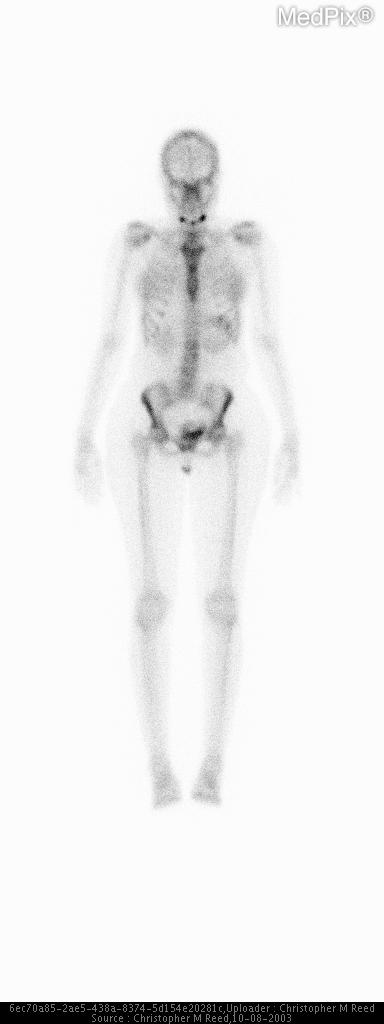 MedPix®
6ec70a85-2ae5-438a-8374-5d154e20281c,Uploader : Christopher M Reed
Source : Christopher M Reed,10-08-2003